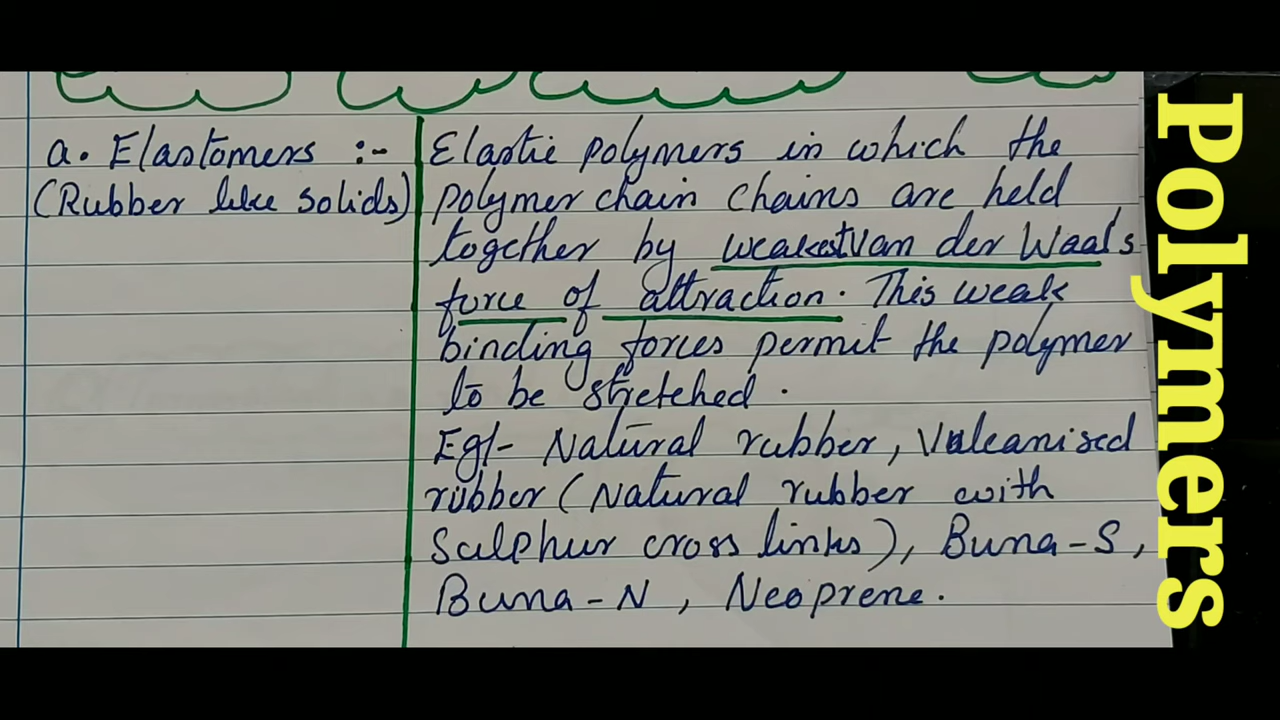 a. Elastomers :-
(Rubber like solids)
Elastic polymers in which the
polymer chain chains are held
together by weakest Van der Waal's
force of attraction. This weak
binding forces permit the polymer
to be stretched.
Eg:- Natural rubber, Vulcanised
rubber (Natural rubber with
Sulphur cross links), Buna-S,
Buna-N, Neoprene.
Polymers